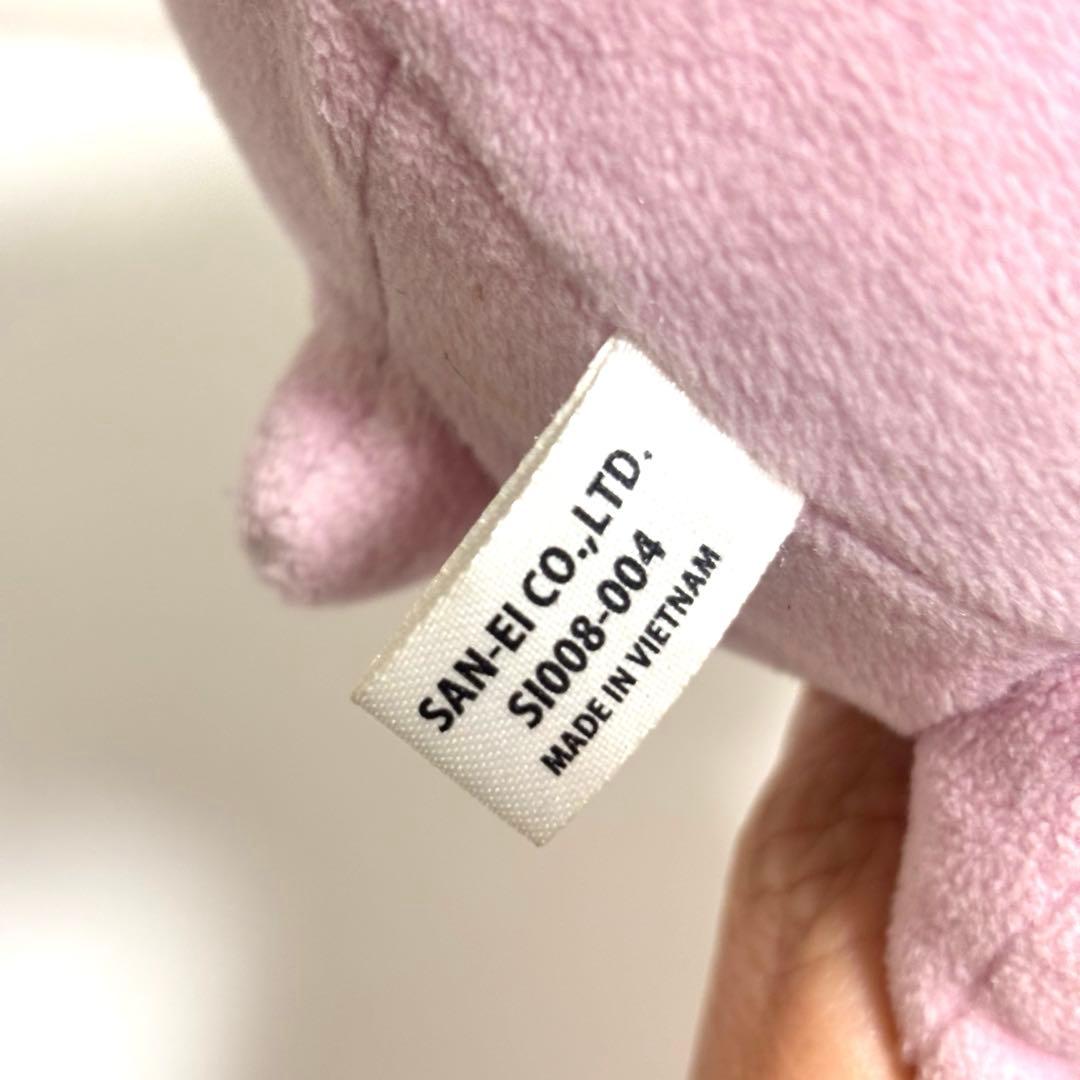 SAN-EI CO.,LTD.
SI008-004
MADE IN VIETNAM